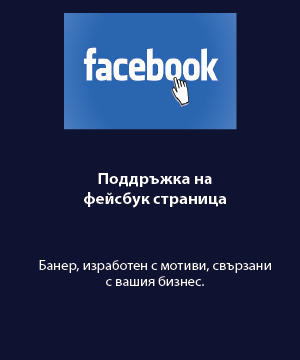 facebook
Поддръжка на
фейсбук страница
Банер, изработен с мотиви, свързани
с вашия бизнес.